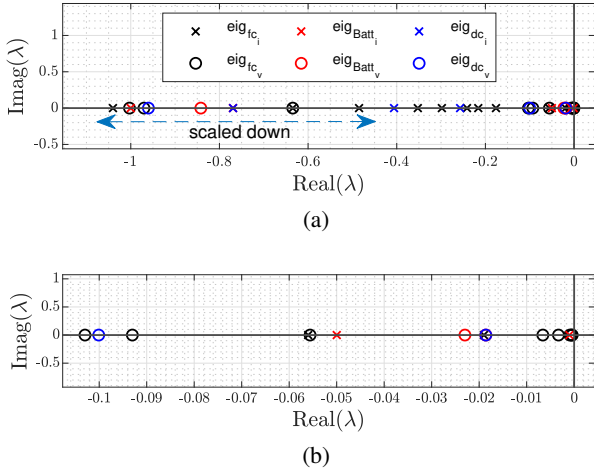 eig_fc_i eig_Batt_i eig_dc_i
eig_fc_v eig_Batt_v eig_dc_v
1
0.5
0
-0.5
Imag(λ)
scaled down
-1 -0.8 -0.6 -0.4 -0.2 0
Real(λ)
(a)
1
0.5
0
-0.5
Imag(λ)
-0.1 -0.09 -0.08 -0.07 -0.06 -0.05 -0.04 -0.03 -0.02 -0.01 0
Real(λ)
(b)